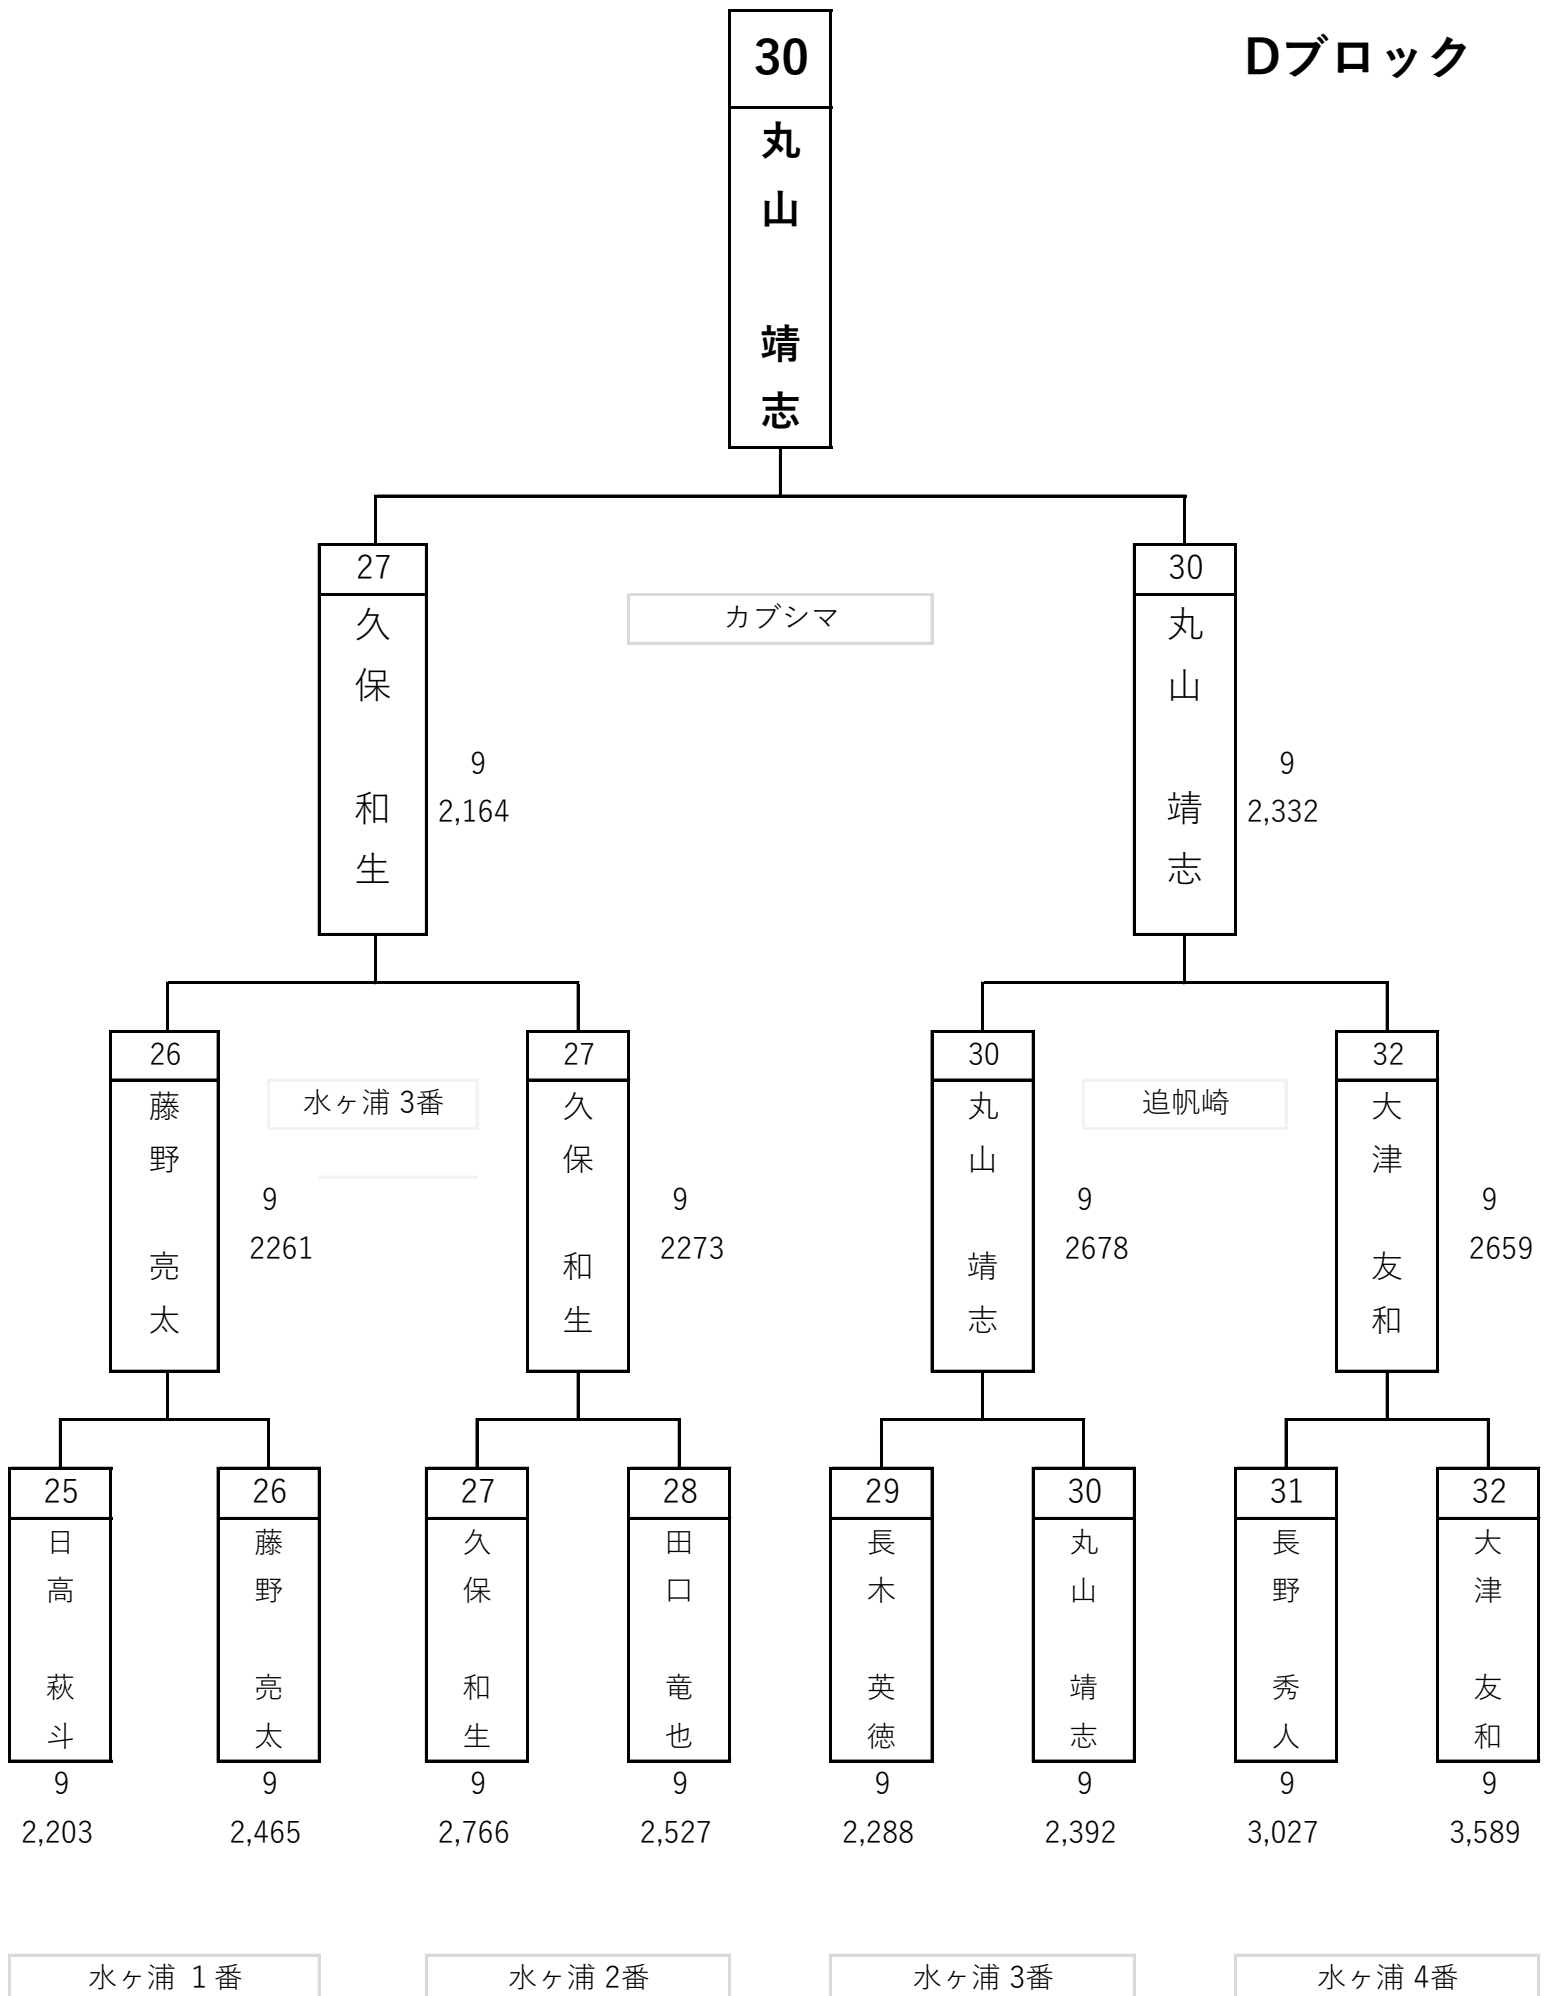 Dブロック
30
丸山 靖志
27
久保 和生
9
2,164
カブシマ
30
丸山 靖志
9
2,332
26
藤野 亮太
9
2261
水ヶ浦 3番
27
久保 和生
9
2273
30
丸山 靖志
9
2678
追帆崎
32
大津 友和
9
2659
25
日高 萩斗
9
2,203
26
藤野 亮太
9
2,465
27
久保 和生
9
2,766
28
田口 竜也
9
2,527
29
長木 英徳
9
2,288
30
丸山 靖志
9
2,392
31
長野 秀人
9
3,027
32
大津 友和
9
3,589
水ヶ浦 1番
水ヶ浦 2番
水ヶ浦 3番
水ヶ浦 4番